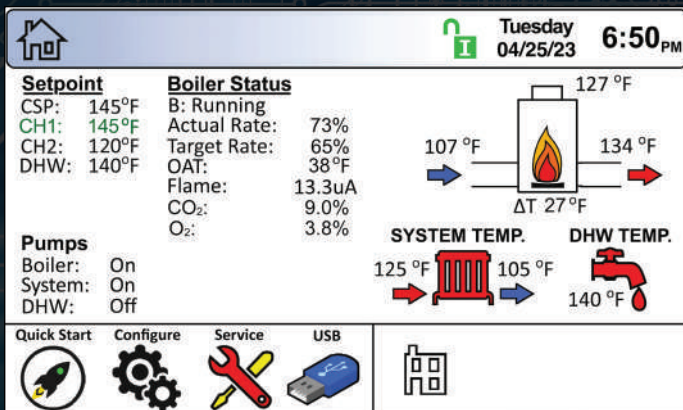 Tuesday
04/25/23
6:50PM
Setpoint
CSP: 145°F
CH1: 145°F
CH2: 120°F
DHW: 140°F
Boiler Status
B: Running
Actual Rate: 73%
Target Rate: 65%
OAT: 38°F
Flame: 13.3uA
CO₂: 9.0%
O₂: 3.8%
127 °F
107 °F
134 °F
ΔT 27 °F
Pumps
Boiler: On
System: On
DHW: Off
SYSTEM TEMP.
125 °F
105 °F
DHW TEMP.
140 °F
Quick Start
Configure
Service
USB